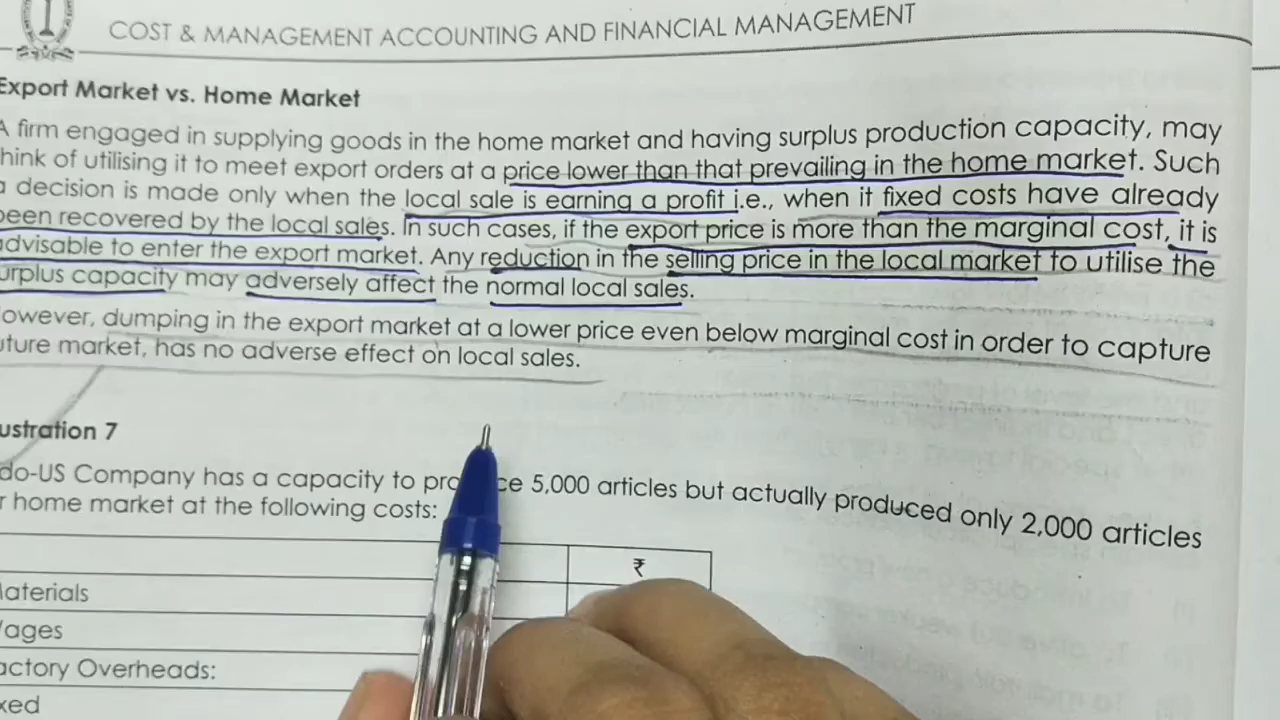 COST & MANAGEMENT ACCOUNTING AND FINANCIAL MANAGEMENT
Export Market vs. Home Market
A firm engaged in supplying goods in the home market and having surplus production capacity, may
hink of utilising it to meet export orders at a price lower than that prevailing in the home market. Such
a decision is made only when the local sale is earning a profit i.e., when it fixed costs have already
been recovered by the local sales. In such cases, if the export price is more than the marginal cost, it is
advisable to enter the export market. Any reduction in the selling price in the local market to utilise the
urplus capacity may adversely affect the normal local sales.
owever, dumping in the export market at a lower price even below marginal cost in order to capture
uture market, has no adverse effect on local sales.
ustration 7
do-US Company has a capacity to pro ce 5,000 articles but actually produced only 2,000 articles
r home market at the following costs:
₹
aterials
ages
actory Overheads:
xed